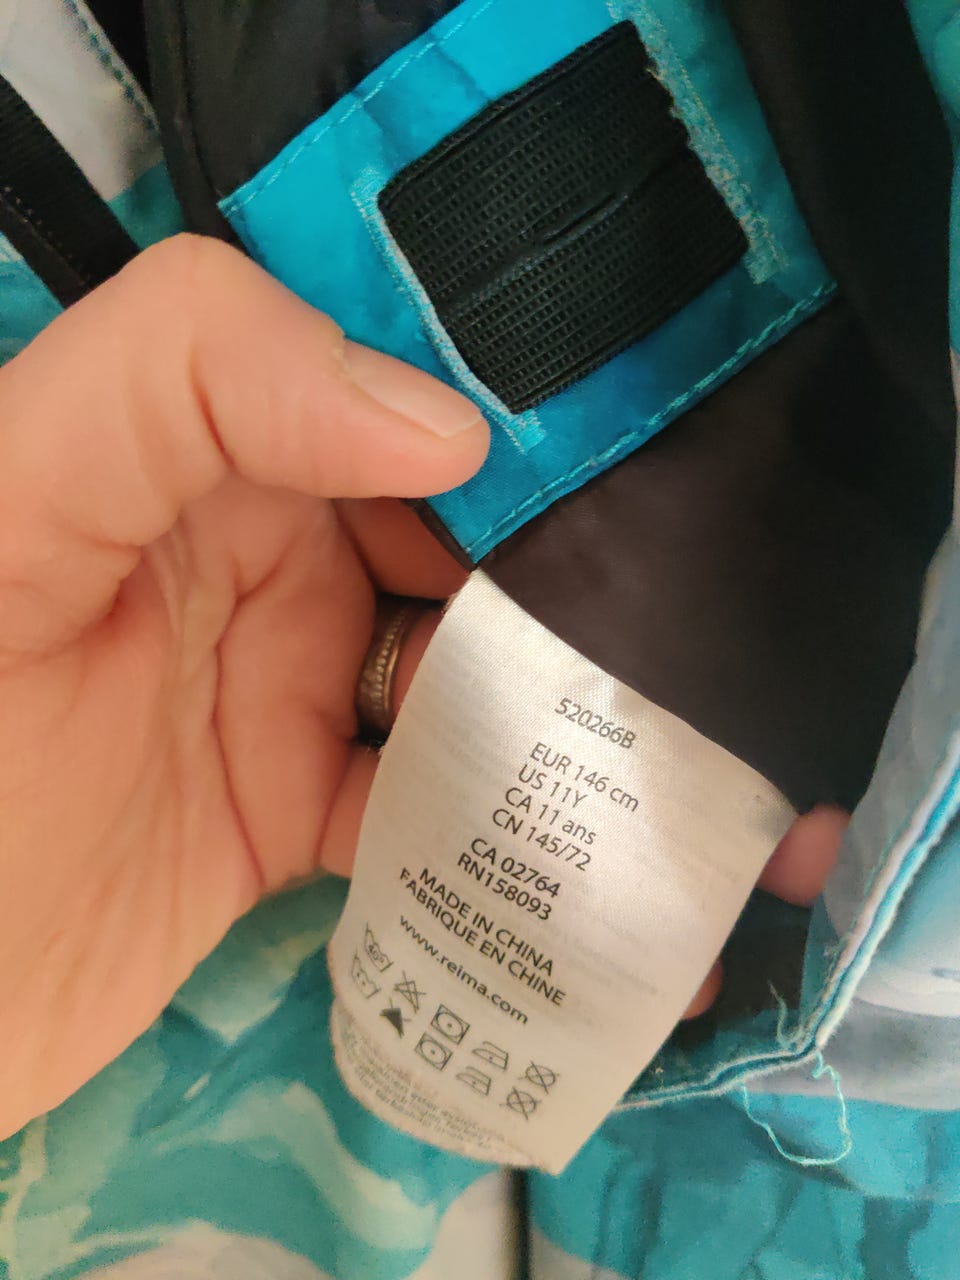 520266B
EUR 146 cm
US 11Y
CA 11 ans
CN 145/72
CA 02764
RN158093
MADE IN CHINA
FABRIQUE EN CHINE
www.reima.com
40°